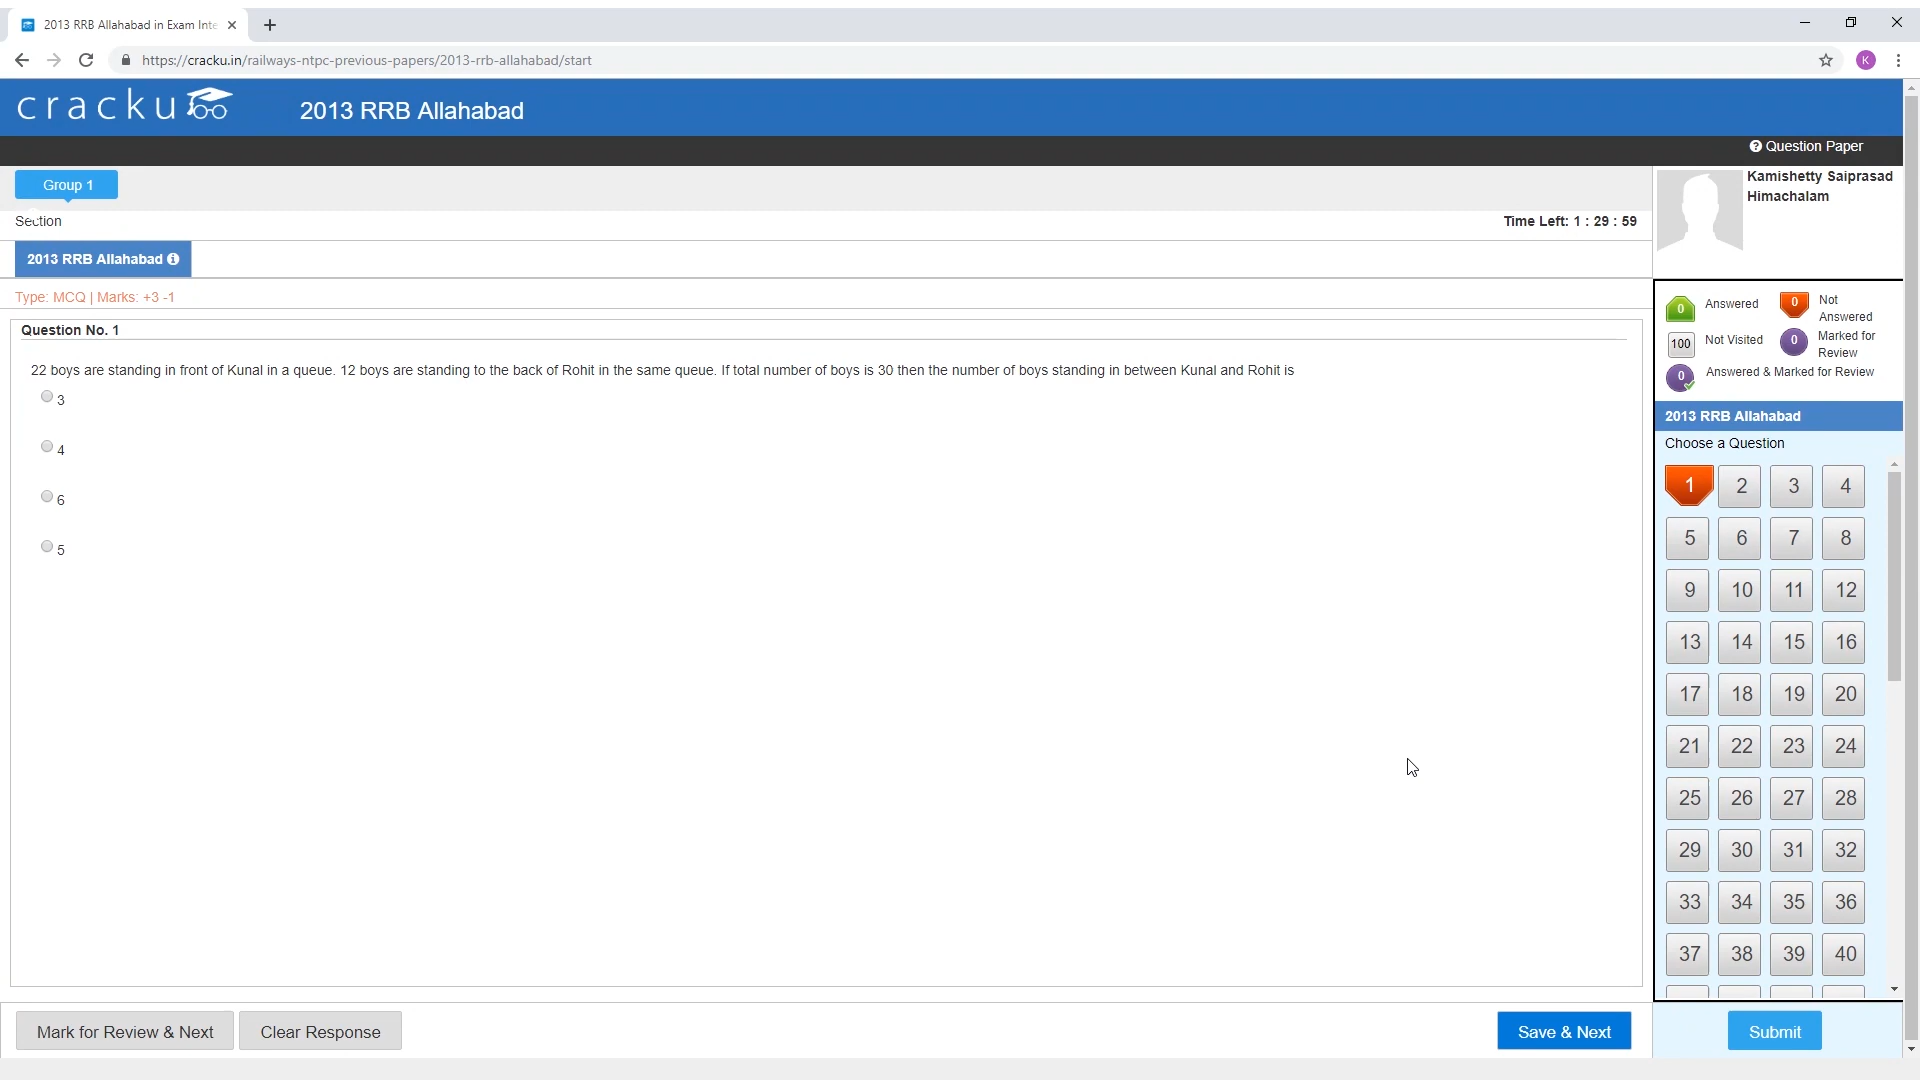 2013 RRB Allahabad in Exam Inte
https://cracku.in/railways-ntpc-previous-papers/2013-rrb-allahabad/start
K
cracku
2013 RRB Allahabad
Question Paper
Group 1
Kamishetty Saiprasad
Himachalam
Section
Time Left: 1 : 29 : 59
2013 RRB Allahabad
Type: MCQ | Marks: +3 -1
Question No. 1
22 boys are standing in front of Kunal in a queue. 12 boys are standing to the back of Rohit in the same queue. If total number of boys is 30 then the number of boys standing in between Kunal and Rohit is
3
4
6
5
0 Answered
0 Not Answered
100 Not Visited
0 Marked for Review
0 Answered & Marked for Review
2013 RRB Allahabad
Choose a Question
1 2 3 4
5 6 7 8
9 10 11 12
13 14 15 16
17 18 19 20
21 22 23 24
25 26 27 28
29 30 31 32
33 34 35 36
37 38 39 40
Mark for Review & Next
Clear Response
Save & Next
Submit